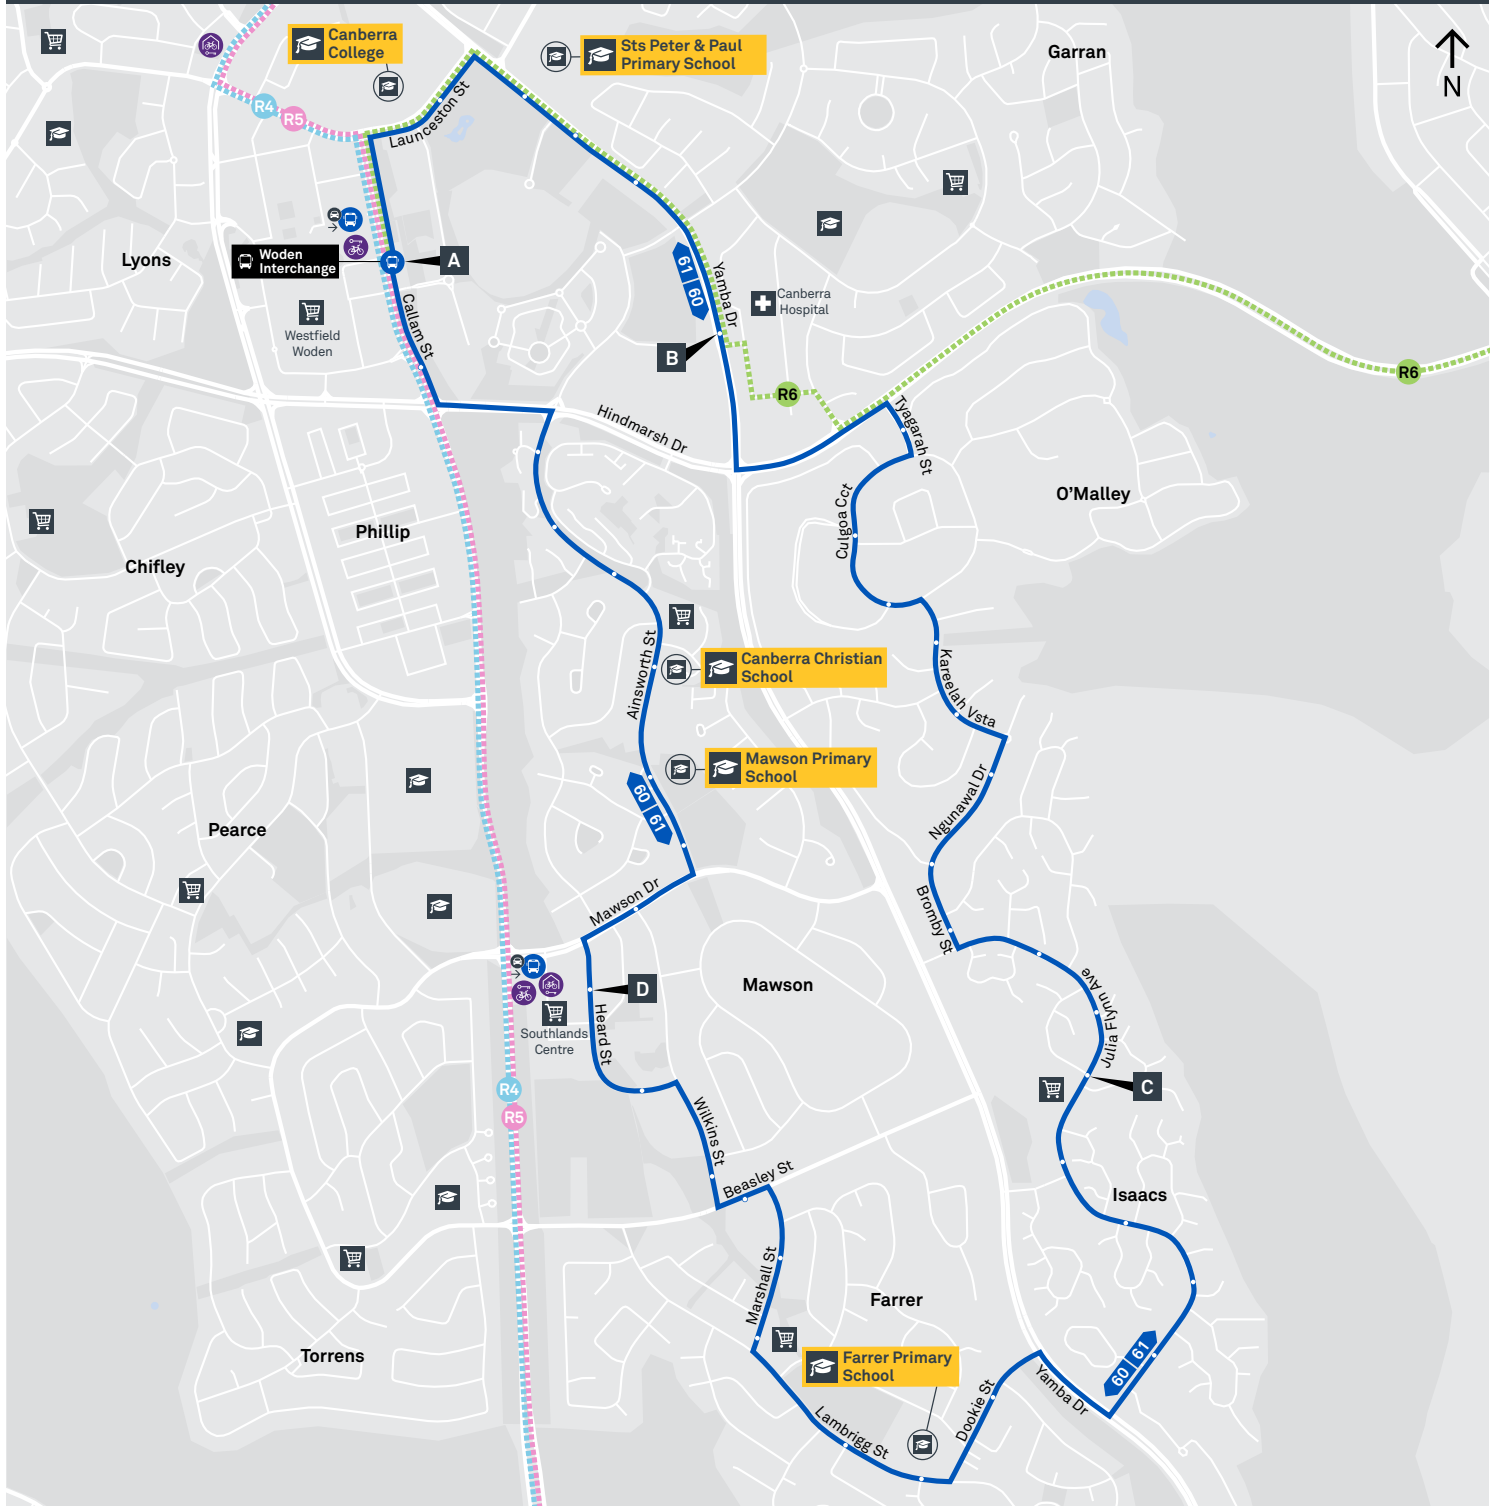 Canberra
College
Sts Peter & Paul
Primary School
Garran
N
R4
R5
Launceston St
Lyons
Woden
Interchange
A
Callam St
Westfield
Woden
61 | 60
Yamba Dr
Canberra
Hospital
B
R6
R6
Hindmarsh Dr
Tyagarah St
O'Malley
Culgoa Cct
Phillip
Chifley
Ainsworth St
Canberra Christian
School
Kareelah Vsta
Mawson Primary
School
60 | 61
Ngunawal Dr
Pearce
Mawson Dr
Bromby St
Mawson
D
Heard St
Southlands
Centre
Julia Flynn Ave
C
R4
R5
Wilkins St
Beasley St
Isaacs
Marshall St
Farrer
Torrens
Farrer Primary
School
60 | 61
Yamba Dr
Dookie St
Lambrigg St